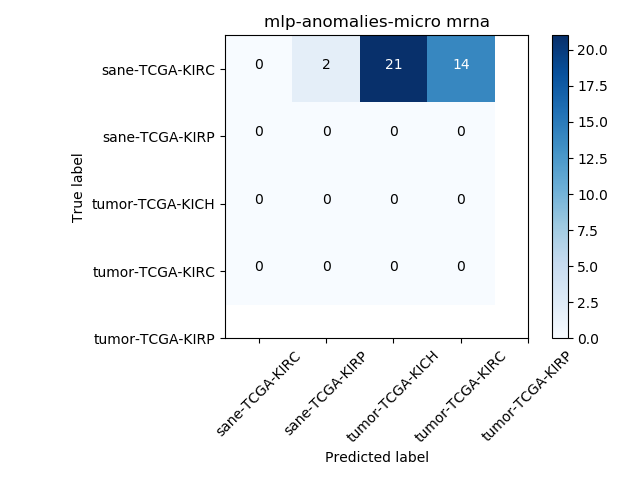 mlp-anomalies-micro mrna
sane-TCGA-KIRC 0 2 21 14
sane-TCGA-KIRP 0 0 0 0
tumor-TCGA-KICH 0 0 0 0
tumor-TCGA-KIRC 0 0 0 0
tumor-TCGA-KIRP
True label
sane-TCGA-KIRC
sane-TCGA-KIRP
tumor-TCGA-KICH
tumor-TCGA-KIRC
tumor-TCGA-KIRP
Predicted label
20.0
17.5
15.0
12.5
10.0
7.5
5.0
2.5
0.0